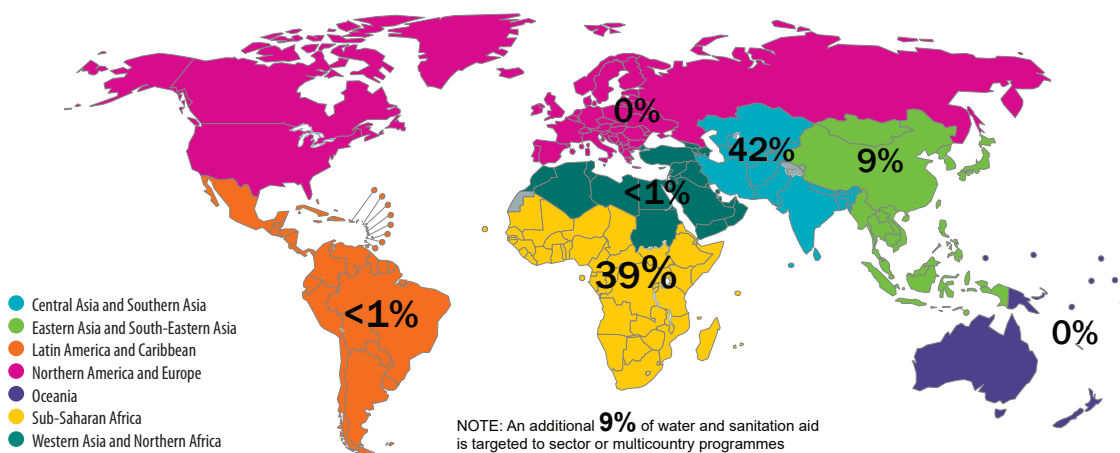 0%
42%
9%
<1%
39%
<1%
0%
Central Asia and Southern Asia
Eastern Asia and South-Eastern Asia
Latin America and Caribbean
Northern America and Europe
Oceania
Sub-Saharan Africa
Western Asia and Northern Africa
NOTE: An additional 9% of water and sanitation aid
is targeted to sector or multicountry programmes